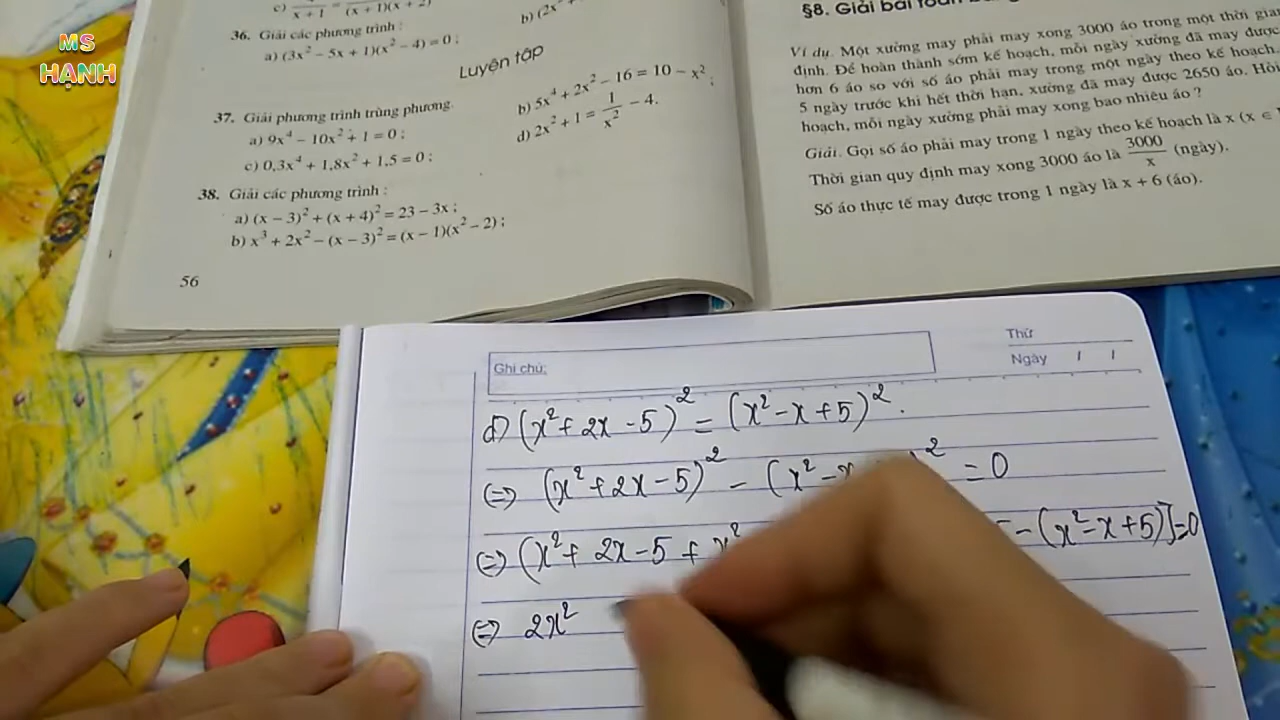 MS
HẠNH
c) x + 1 = (x + 1)(x + 2)
b) (2x²
36. Giải các phương trình :
a) (3x² – 5x + 1)(x² – 4) = 0 ;
Luyện tập
37. Giải phương trình trùng phương.
a) 9x⁴ – 10x² + 1 = 0 ;
b) 5x⁴ + 2x² – 16 = 10 – x² ;
c) 0,3x⁴ + 1,8x² + 1,5 = 0 ;
d) 2x² + 1 = 1/x² – 4.
38. Giải các phương trình :
a) (x – 3)² + (x + 4)² = 23 – 3x ;
b) x³ + 2x² – (x – 3)² = (x – 1)(x² – 2) ;
56
§8. Giải bài toán
Ví dụ. Một xưởng may phải may xong 3000 áo trong một thời gian
định. Để hoàn thành sớm kế hoạch, mỗi ngày xưởng đã may được
hơn 6 áo so với số áo phải may trong một ngày theo kế hoạch.
5 ngày trước khi hết thời hạn, xưởng đã may được 2650 áo. Hỏi
hoạch, mỗi ngày xưởng phải may xong bao nhiêu áo ?
Giải. Gọi số áo phải may trong 1 ngày theo kế hoạch là x (x ∈
Thời gian quy định may xong 3000 áo là 3000/x (ngày).
Số áo thực tế may được trong 1 ngày là x + 6 (áo).
Ghi chú:
Thứ
Ngày / /
d) (x² + 2x - 5)² = (x² - x + 5)².
⇔ (x² + 2x - 5)² - (x² - x )² = 0
⇔ (x² + 2x - 5 + x² - (x² - x + 5)] = 0
⇔ 2x²